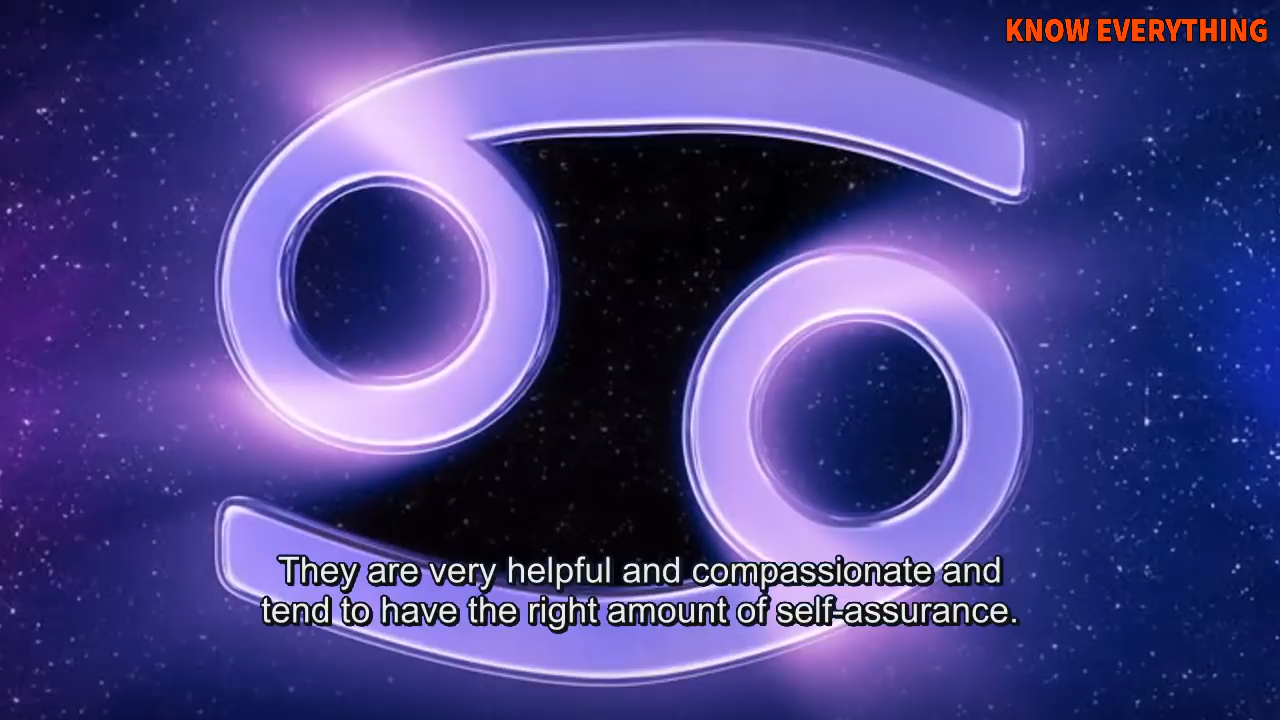 KNOW EVERYTHING
They are very helpful and compassionate and
tend to have the right amount of self-assurance.